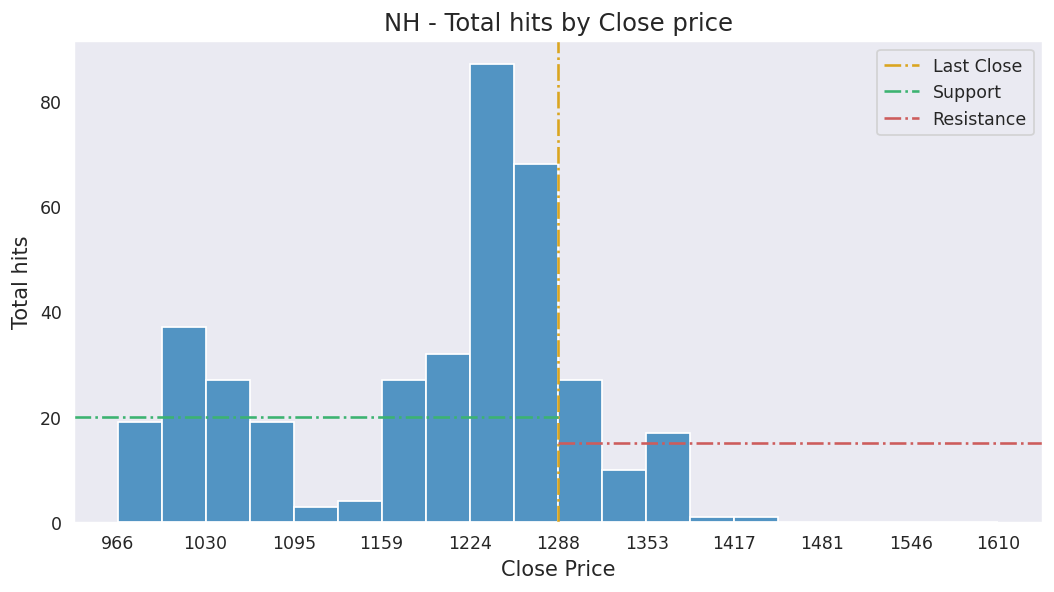 NH - Total hits by Close price
Last Close
Support
Resistance
Total hits
80
60
40
20
0
966 1030 1095 1159 1224 1288 1353 1417 1481 1546 1610
Close Price